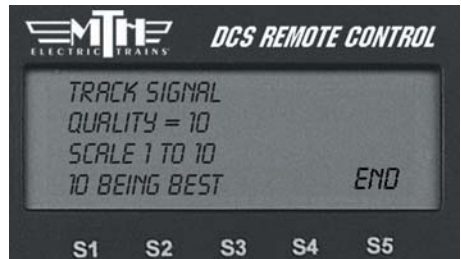 MTH
ELECTRIC TRAINS
DCS REMOTE CONTROL
TRACK SIGNAL
QUALITY = 10
SCALE 1 TO 10
10 BEING BEST END
S1 S2 S3 S4 S5